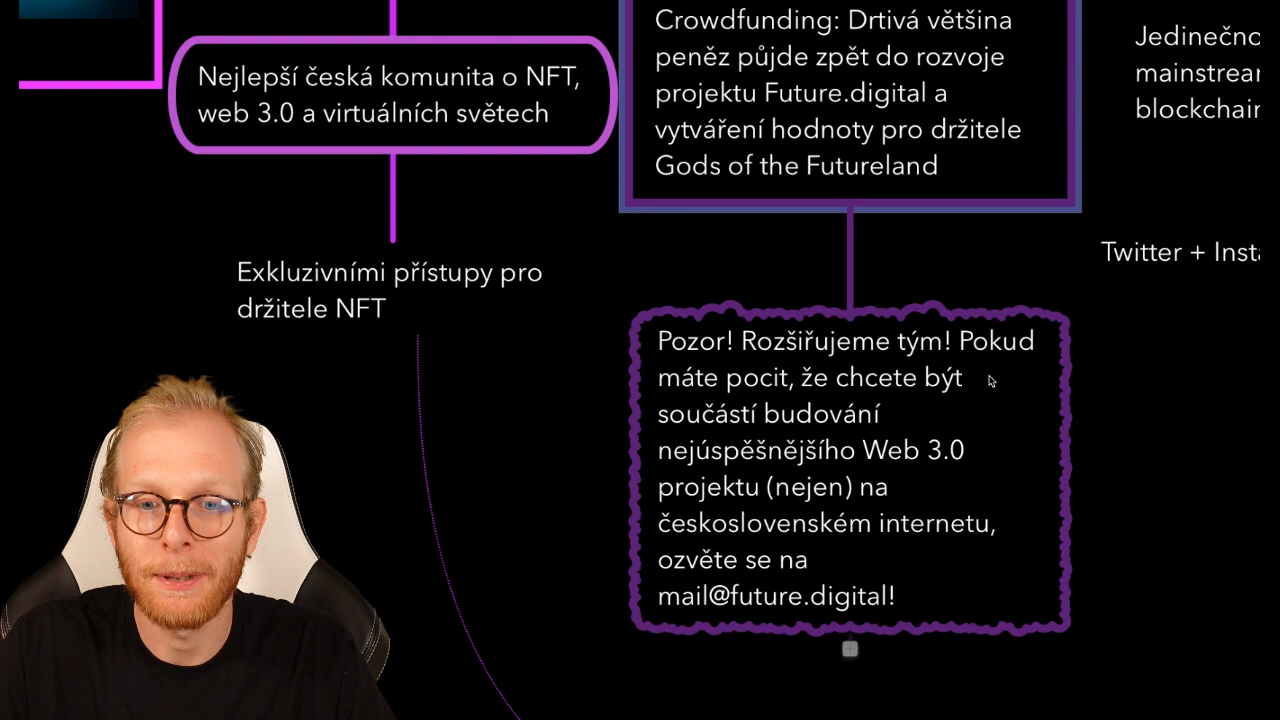 Nejlepší česká komunita o NFT,
web 3.0 a virtuálních světech
Exkluzivními přístupy pro
držitele NFT
Crowdfunding: Drtivá většina
peněz půjde zpět do rozvoje
projektu Future.digital a
vytváření hodnoty pro držitele
Gods of the Futureland
Pozor! Rozšiřujeme tým! Pokud
máte pocit, že chcete být
součástí budování
nejúspěšnějšího Web 3.0
projektu (nejen) na
československém internetu,
ozvěte se na
mail@future.digital!
Twitter +